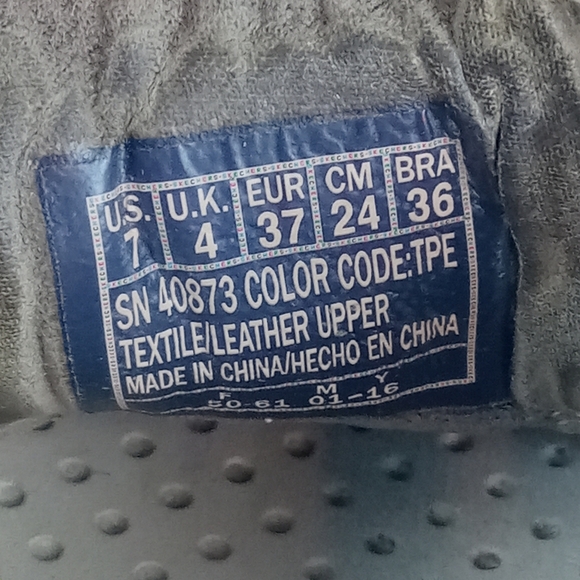 US. U.K. EUR CM BRA
7 4 37 24 36
SN 40873 COLOR CODE:TPE
TEXTILE/LEATHER UPPER
MADE IN CHINA/HECHO EN CHINA
F M Y
50-61 01-16